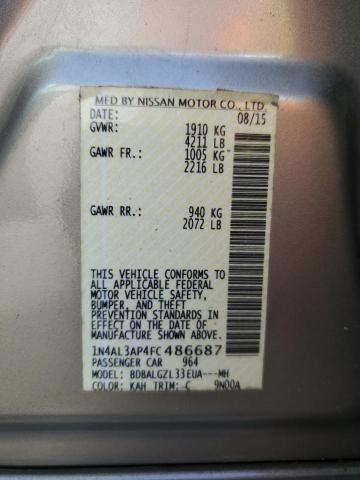 MFD BY NISSAN MOTOR CO., LTD.
DATE: 08/15
GVWR: 1910 KG
4211 LB
GAWR FR.: 1005 KG
2216 LB
GAWR RR.: 940 KG
2072 LB
THIS VEHICLE CONFORMS TO
ALL APPLICABLE FEDERAL
MOTOR VEHICLE SAFETY,
BUMPER, AND THEFT
PREVENTION STANDARDS IN
EFFECT ON THE DATE OF
MANUFACTURE SHOWN ABOVE.
1N4AL3AP4FC486687
PASSENGER CAR 964
MODEL: BDBALGZL33EUA---MH
COLOR: KAH TRIM: C 9N00A